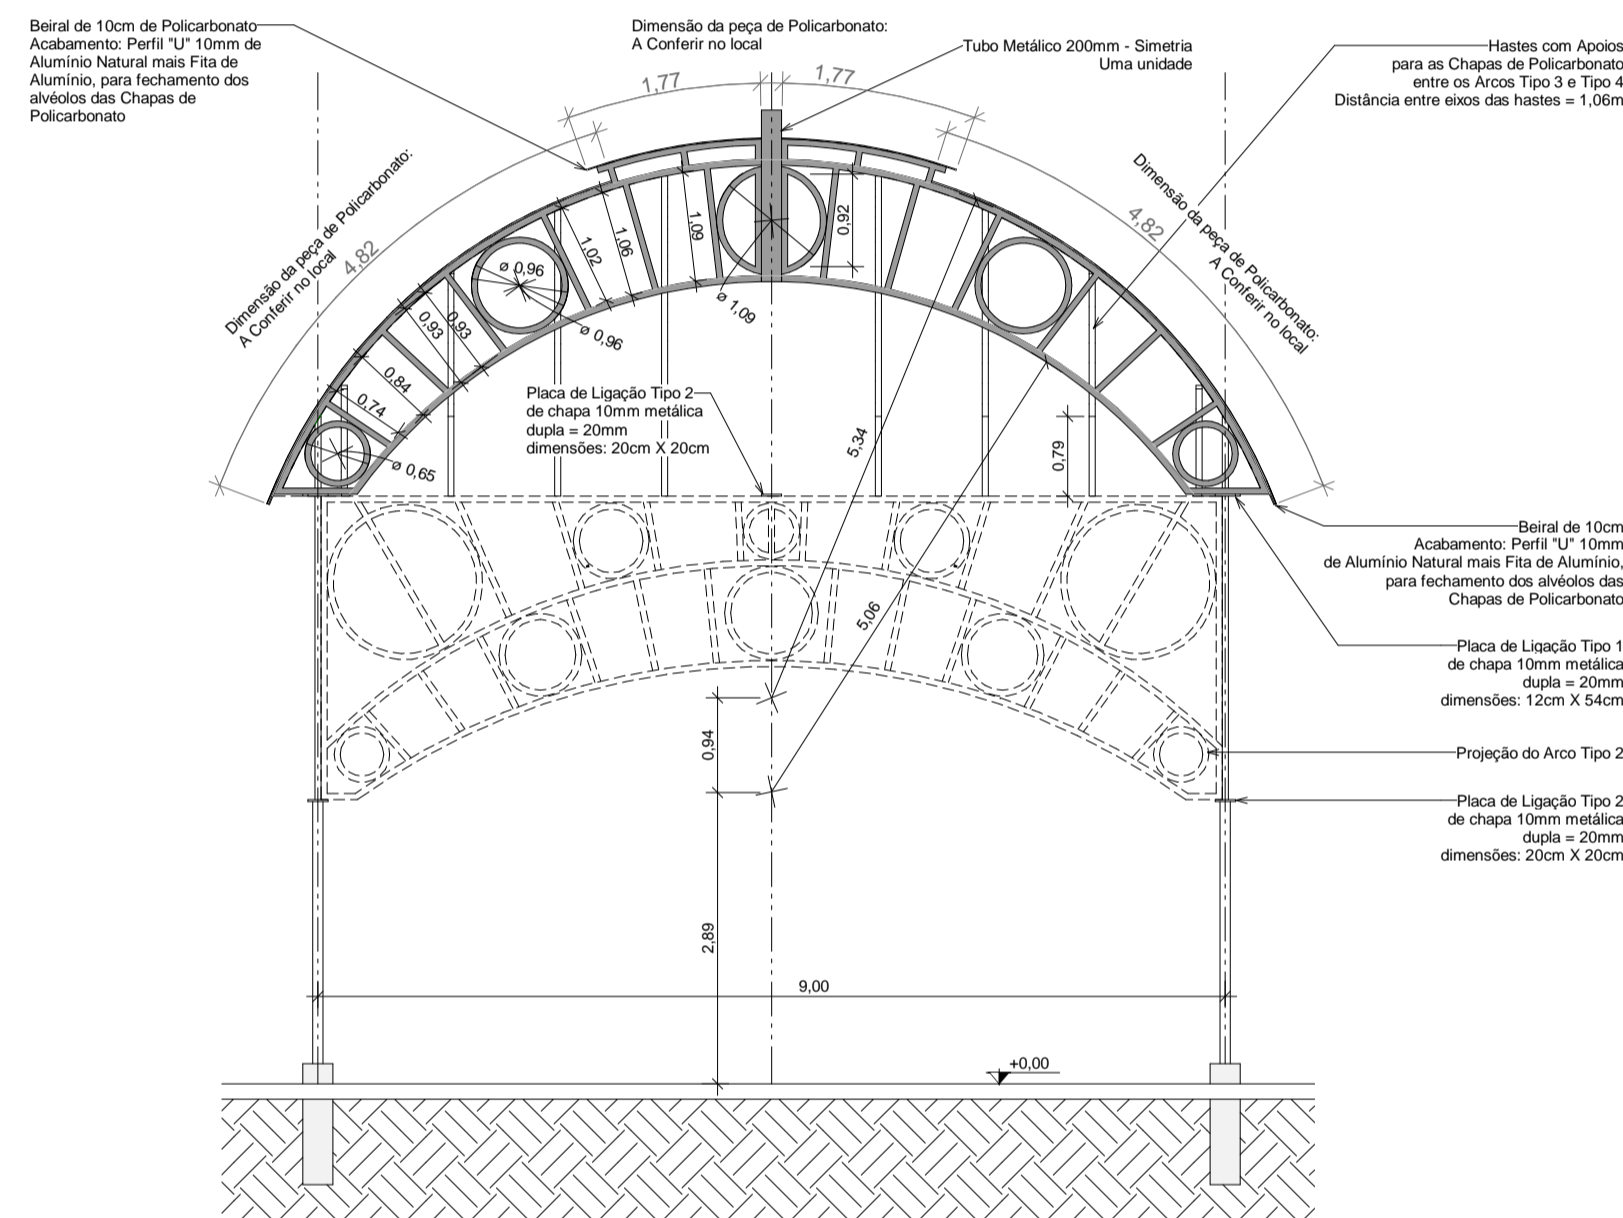 Beiral de 10cm de Policarbonato
Acabamento: Perfil "U" 10mm de
Alumínio Natural mais Fita de
Alumínio, para fechamento dos
alvéolos das Chapas de
Policarbonato
Dimensão da peça de Policarbonato:
A Conferir no local
Tubo Metálico 200mm - Simetria
Uma unidade
Hastes com Apoios
para as Chapas de Policarbonato
entre os Arcos Tipo 3 e Tipo 4
Distância entre eixos das hastes = 1,06m
1,77
1,77
Dimensão da peça de Policarbonato:
A Conferir no local
4,82
Dimensão da peça de Policarbonato:
A Conferir no local
4,82
1,02
1,06
1,09
0,92
ø 0,96
ø 0,96
ø 1,09
0,93
0,93
0,84
0,74
ø 0,65
Placa de Ligação Tipo 2
de chapa 10mm metálica
dupla = 20mm
dimensões: 20cm X 20cm
5,34
0,79
5,06
Beiral de 10cm
Acabamento: Perfil "U" 10mm
de Alumínio Natural mais Fita de Alumínio,
para fechamento dos alvéolos das
Chapas de Policarbonato
Placa de Ligação Tipo 1
de chapa 10mm metálica
dupla = 20mm
dimensões: 12cm X 54cm
0,94
Projeção do Arco Tipo 2
Placa de Ligação Tipo 2
de chapa 10mm metálica
dupla = 20mm
dimensões: 20cm X 20cm
2,89
9,00
+0,00